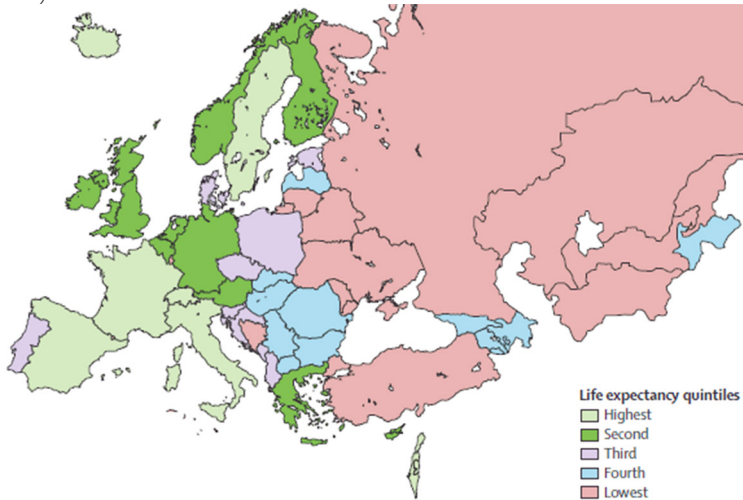 Life expectancy quintiles
Highest
Second
Third
Fourth
Lowest